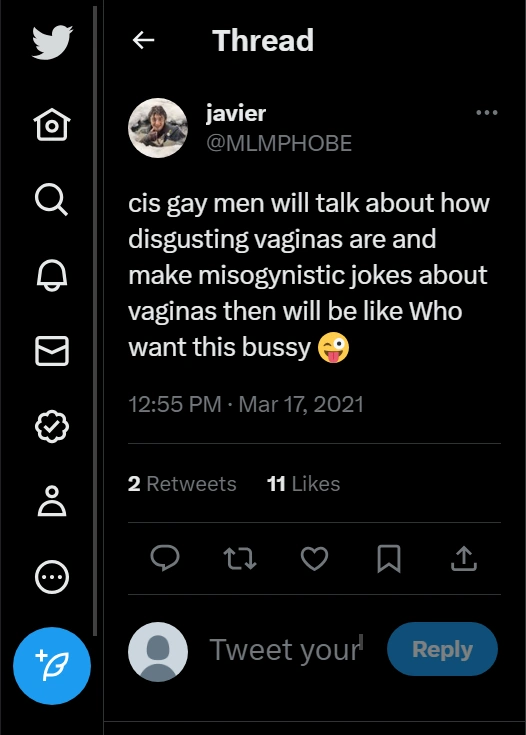 Thread
javier
@MLMPHOBE
cis gay men will talk about how
disgusting vaginas are and
make misogynistic jokes about
vaginas then will be like Who
want this bussy 😜
12:55 PM · Mar 17, 2021
2 Retweets 11 Likes
Tweet your
Reply